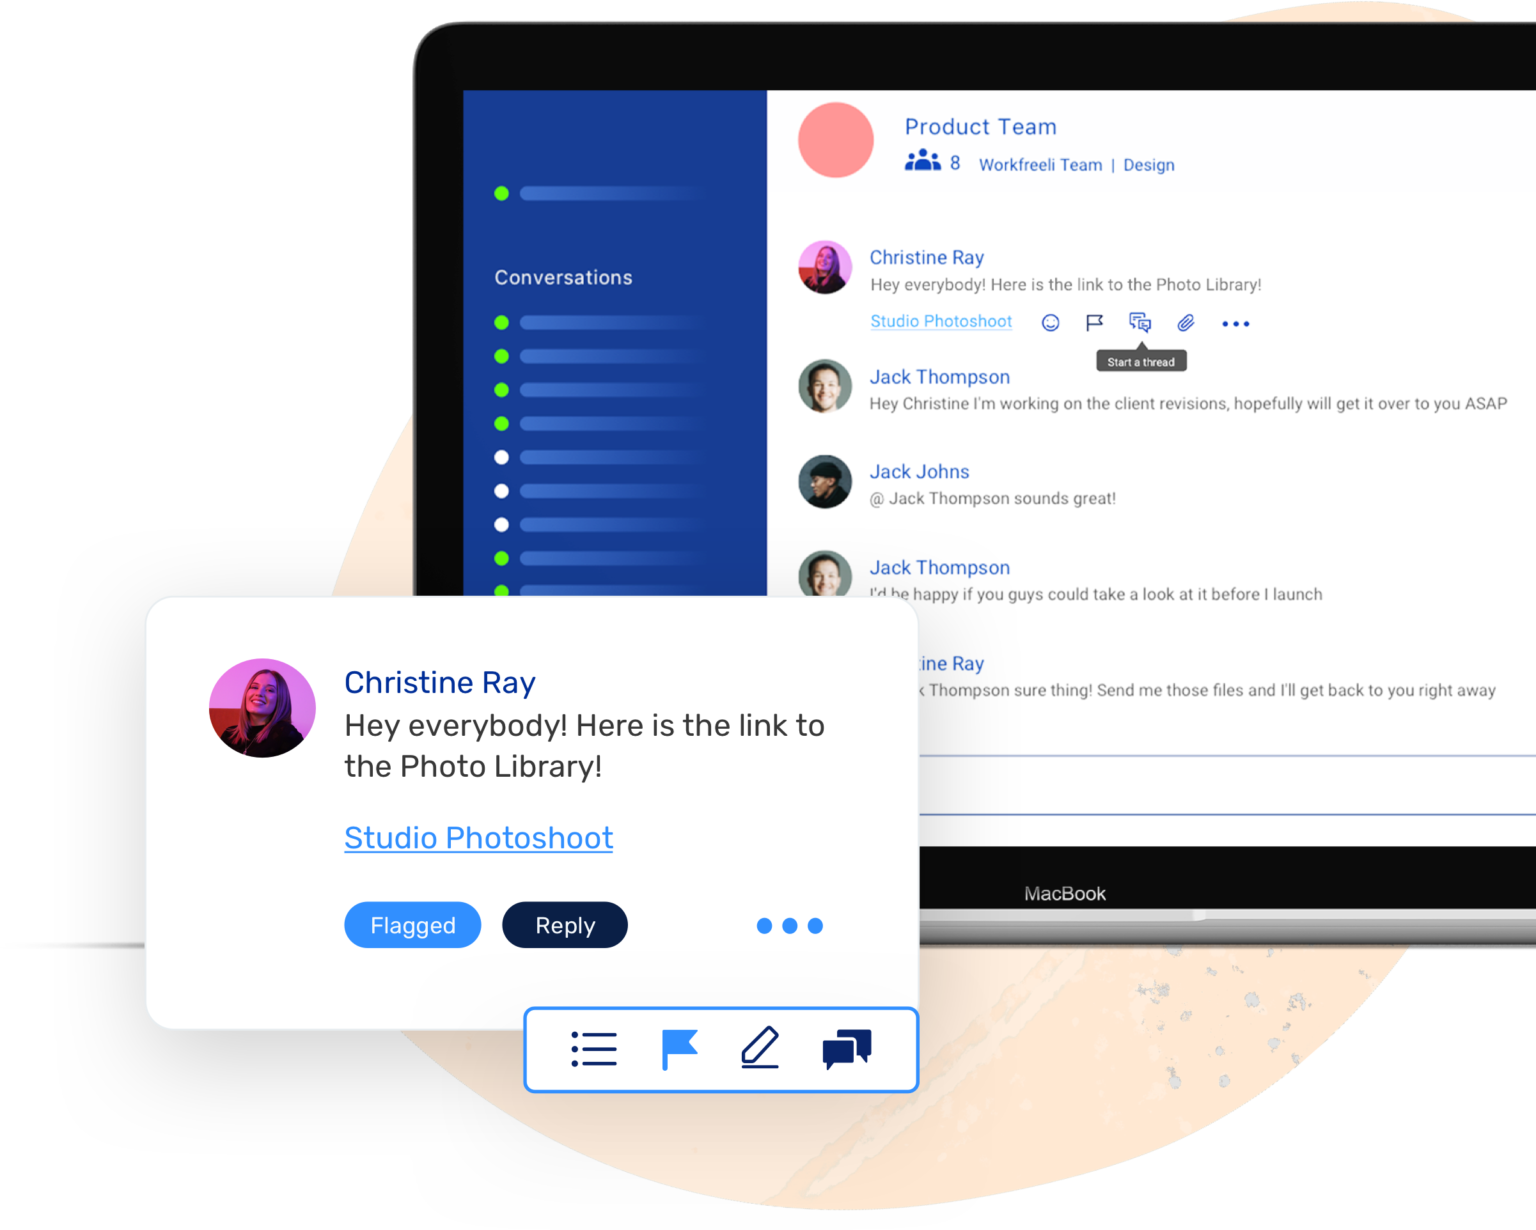 Product Team
8 Workfreeli Team | Design
Conversations
Christine Ray
Hey everybody! Here is the link to the Photo Library!
Studio Photoshoot
Start a thread
Jack Thompson
Hey Christine I'm working on the client revisions, hopefully will get it over to you ASAP
Jack Johns
@ Jack Thompson sounds great!
Jack Thompson
I'd be happy if you guys could take a look at it before I launch
ine Ray
k Thompson sure thing! Send me those files and I'll get back to you right away
MacBook
Christine Ray
Hey everybody! Here is the link to
the Photo Library!
Studio Photoshoot
Flagged
Reply